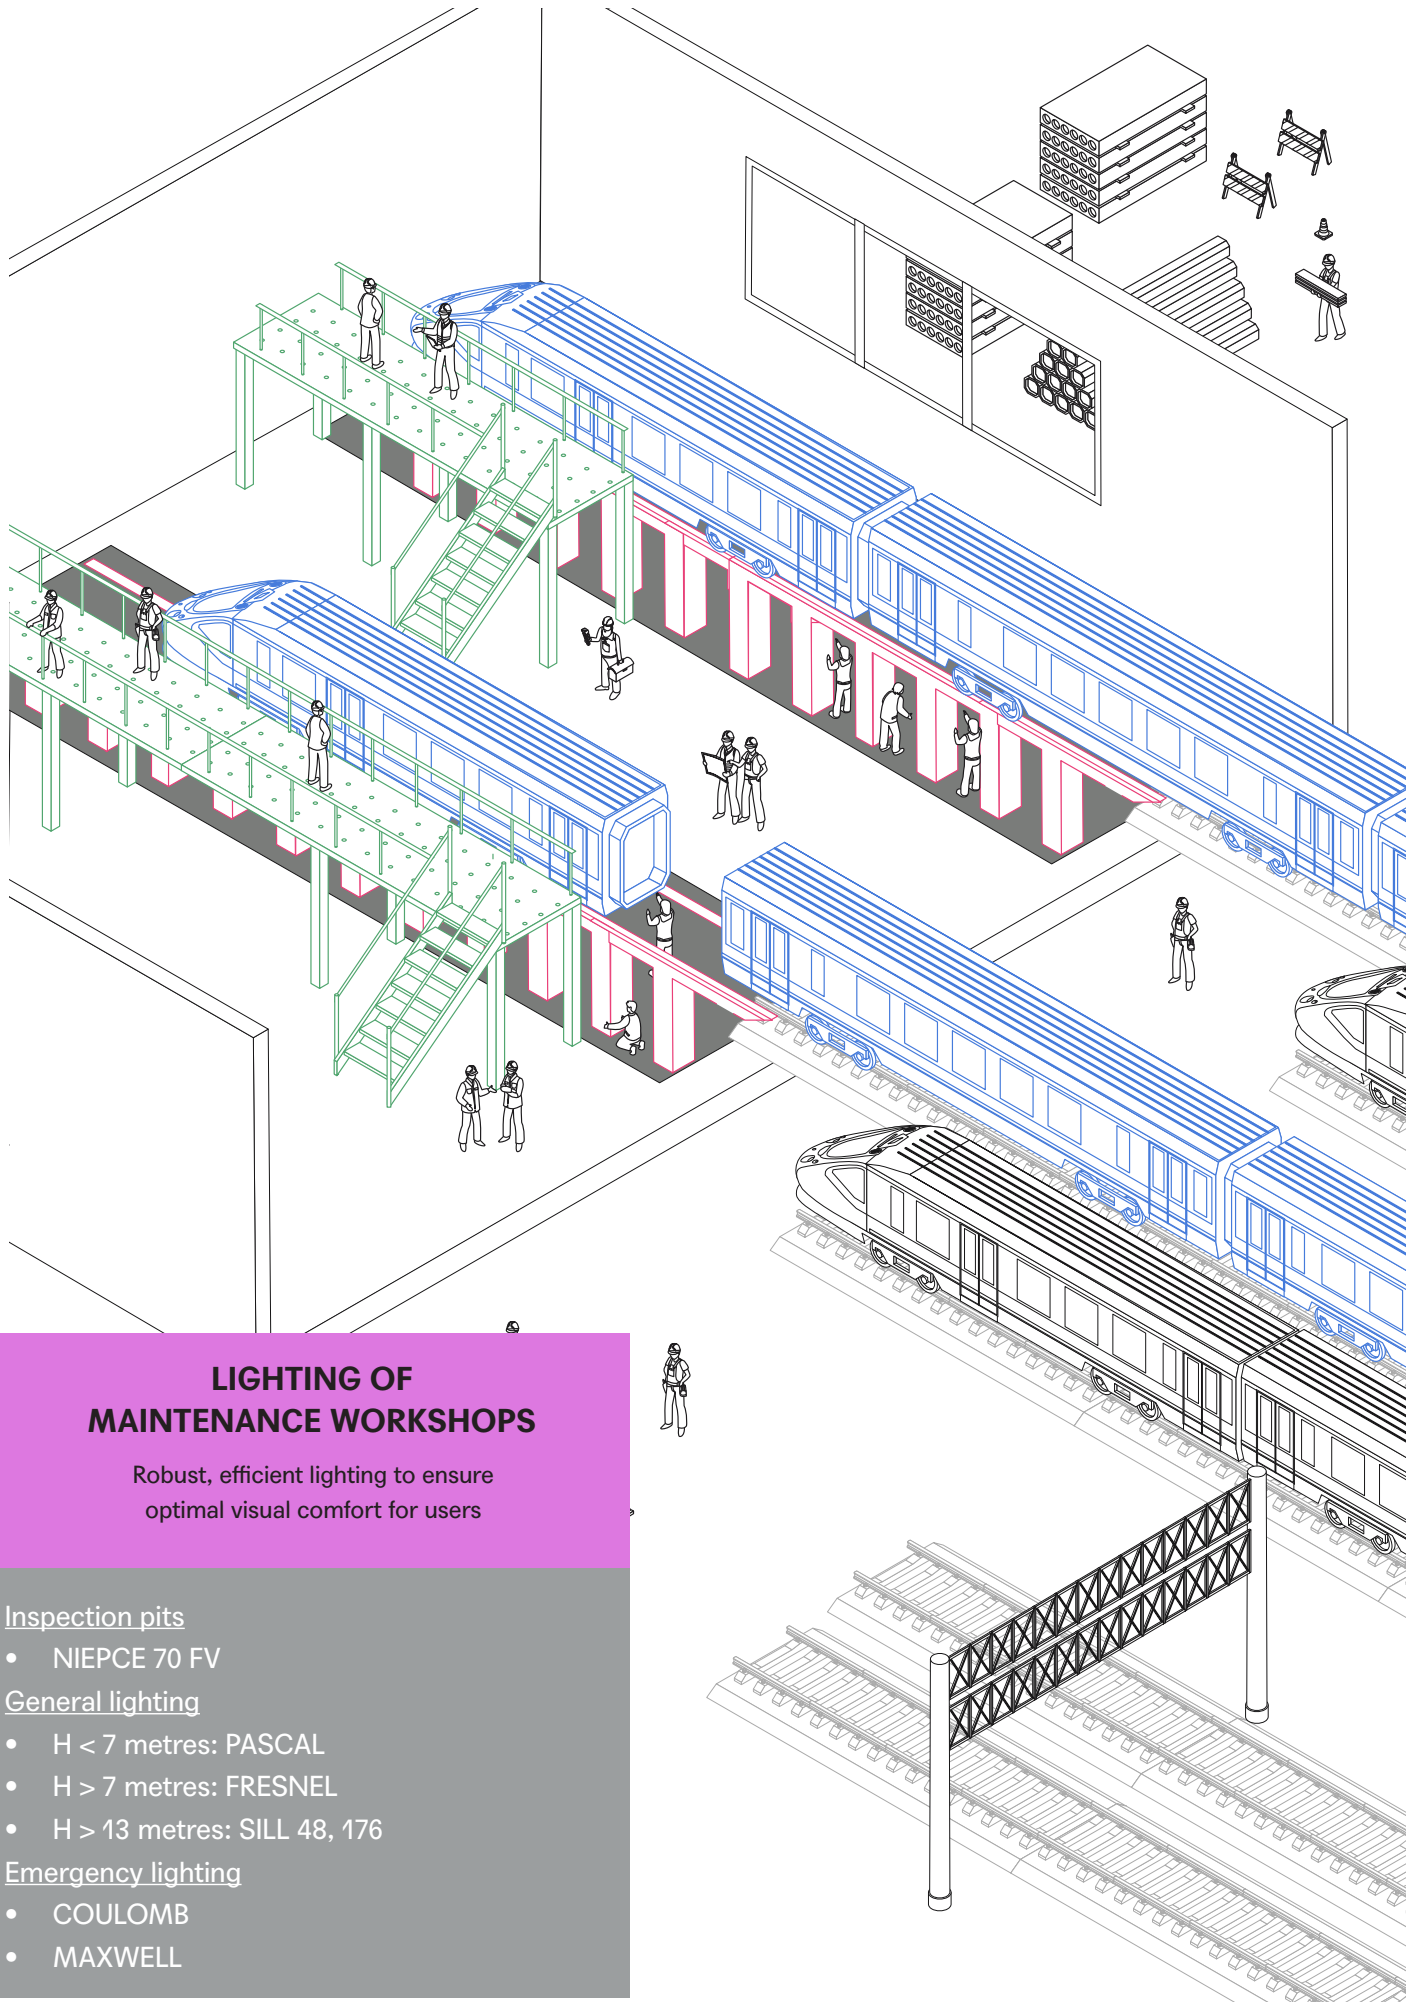 LIGHTING OF
MAINTENANCE WORKSHOPS
Robust, efficient lighting to ensure
optimal visual comfort for users
Inspection pits
• NIEPCE 70 FV
General lighting
• H < 7 metres: PASCAL
• H > 7 metres: FRESNEL
• H > 13 metres: SILL 48, 176
Emergency lighting
• COULOMB
• MAXWELL